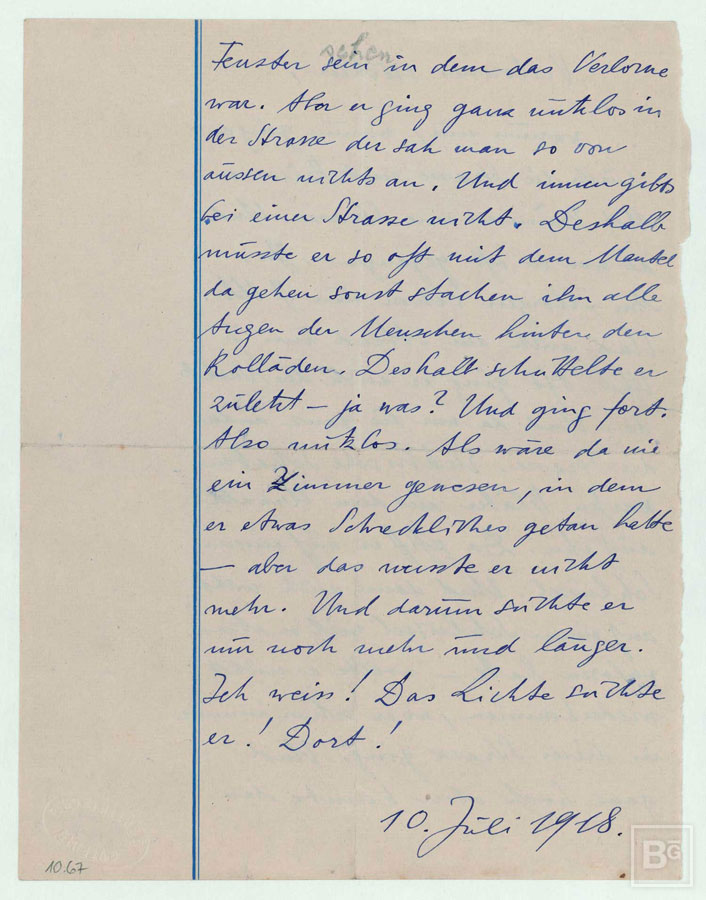 sehen
Fenster sein in dem das Verlorne
war. Aber er ging ganz nutzlos in
der Strasse der sah man so von
aussen nichts an. Und innen gibts
bei einer Strasse nicht. Deshalb
musste er so oft mit dem Mantel
da gehen sonst stachen ihn alle
Augen der Menschen hinter den
Rolläden. Deshalb schüttelte er
zuletzt – ja was? Und ging fort.
Also nutzlos. Als wäre da nie
ein Zimmer gewesen, in dem
er etwas Schreckliches getan hatte
– aber das wusste er nicht
mehr. Und darum suchte er
nur noch mehr und länger.
Ich weiss! Das Lichte suchte
er! Dort!
10. Juli 1918.
10.67
BG